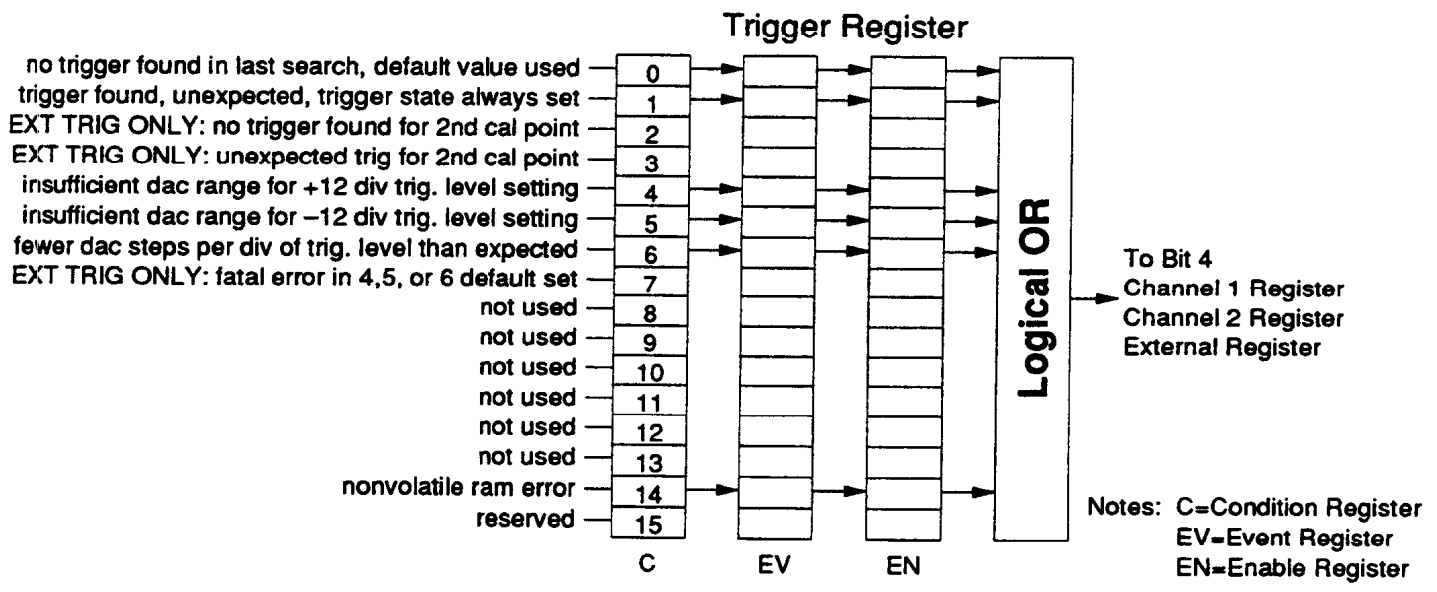 Trigger Register
no trigger found in last search, default value used 0
trigger found, unexpected, trigger state always set 1
EXT TRIG ONLY: no trigger found for 2nd cal point 2
EXT TRIG ONLY: unexpected trig for 2nd cal point 3
insufficient dac range for +12 div trig. level setting 4
insufficient dac range for −12 div trig. level setting 5
fewer dac steps per div of trig. level than expected 6
EXT TRIG ONLY: fatal error in 4,5, or 6 default set 7
not used 8
not used 9
not used 10
not used 11
not used 12
not used 13
nonvolatile ram error 14
reserved 15
C EV EN
Logical OR
To Bit 4
Channel 1 Register
Channel 2 Register
External Register
Notes: C=Condition Register
EV=Event Register
EN=Enable Register